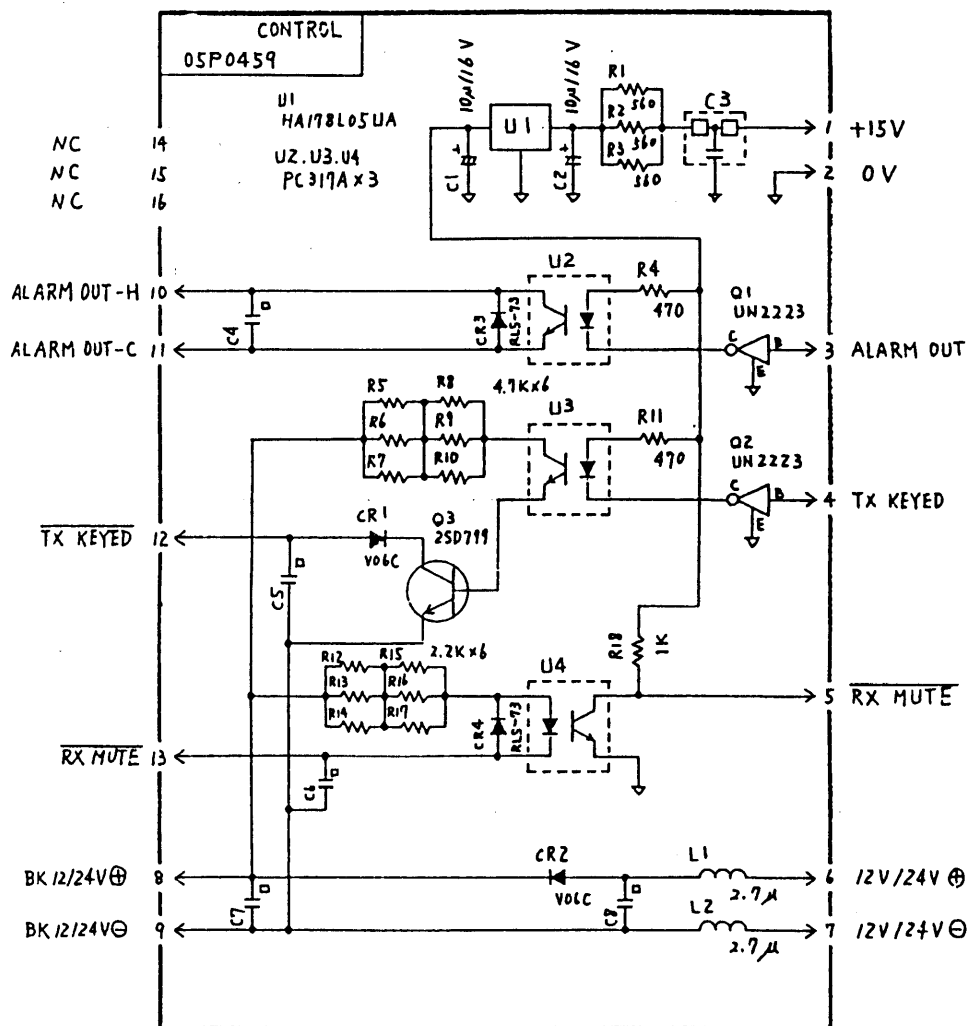 CONTROL
05P0459
U1
HA178L05UA
U2.U3.U4
PC317A×3
10μ/16V
10μ/16V
C1
U1
C2
R1
560
R2
560
R3
560
C3
1 +15V
2 0V
NC 14
NC 15
NC 16
ALARM OUT-H 10
ALARM OUT-C 11
C4
CR3
RLS-73
U2
R4
470
Q1
UN2223
C
B
E
3 ALARM OUT
R5
R8
4.7K×6
R6
R9
R7
R10
U3
R11
470
Q2
UN2223
C
B
E
4 TX KEYED
TX KEYED 12
C5
CR1
V06C
Q3
2SD799
R18
1K
R12
R15
2.2K×6
R13
R16
R14
R17
U4
CR4
RLS-73
5 RX MUTE
RX MUTE 13
C6
BK 12/24V⊕ 8
BK 12/24V⊖ 9
C7
CR2
V06C
C8
L1
2.7μ
L2
2.7μ
6 12V/24V⊕
7 12V/24V⊖